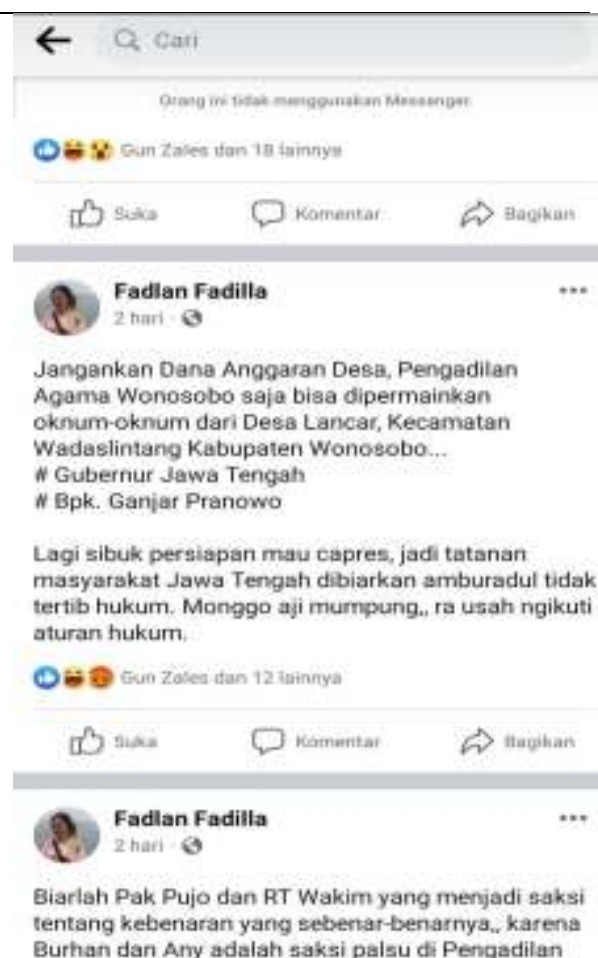 Cari
Orang ini tidak menggunakan Messenger.
Gun Zales dan 18 lainnya
Suka Komentar Bagikan
Fadlan Fadilla
2 hari ·
Jangankan Dana Anggaran Desa, Pengadilan
Agama Wonosobo saja bisa dipermainkan
oknum-oknum dari Desa Lancar, Kecamatan
Wadaslintang Kabupaten Wonosobo...
# Gubernur Jawa Tengah
# Bpk. Ganjar Pranowo
Lagi sibuk persiapan mau capres, jadi tatanan
masyarakat Jawa Tengah dibiarkan amburadul tidak
tertib hukum. Monggo aji mumpung,, ra usah ngikuti
aturan hukum.
Gun Zales dan 12 lainnya
Suka Komentar Bagikan
Fadlan Fadilla
2 hari ·
Biarlah Pak Pujo dan RT Wakim yang menjadi saksi
tentang kebenaran yang sebenar-benarnya,, karena
Burhan dan Any adalah saksi palsu di Pengadilan